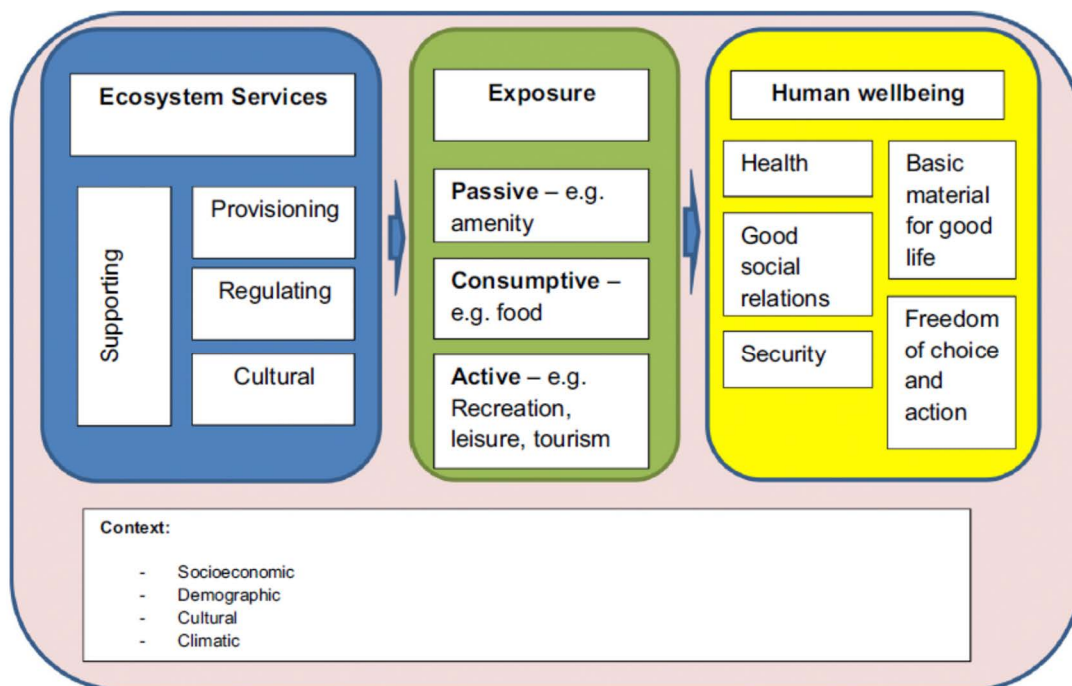 Ecosystem Services
Supporting
Provisioning
Regulating
Cultural
Exposure
Passive – e.g.
amenity
Consumptive –
e.g. food
Active – e.g.
Recreation,
leisure, tourism
Human wellbeing
Health
Good
social
relations
Security
Basic
material
for good
life
Freedom
of choice
and
action
Context:
- Socioeconomic
- Demographic
- Cultural
- Climatic